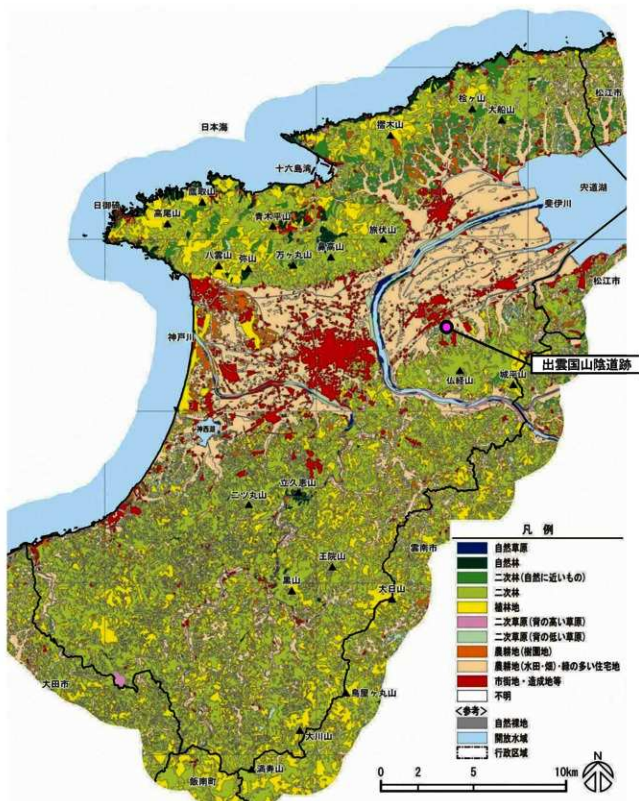 松江市
桧ヶ山
大船山
日本海
摺木山
十六島湾
宍道湖
鷹取山
斐伊川
日御碕
高尾山
青木平山
旅伏山
鼻高山
八雲山
弥山
万ヶ丸山
松江市
神戸川
出雲国山陰道跡
仏経山
城平山
神西湖
立久恵山
二ツ丸山
雲南市
王院山
黒山
大日山
大田市
鳥屋ヶ丸山
大川山
満寿山
飯南町
凡 例
自然草原
自然林
二次林(自然に近いもの)
二次林
植林地
二次草原(背の高い草原)
二次草原(背の低い草原)
農耕地(樹園地)
農耕地(水田・畑)・緑の多い住宅地
市街地・造成地等
不明
<参考>
自然裸地
開放水域
行政区域
N
0 2 5 10km